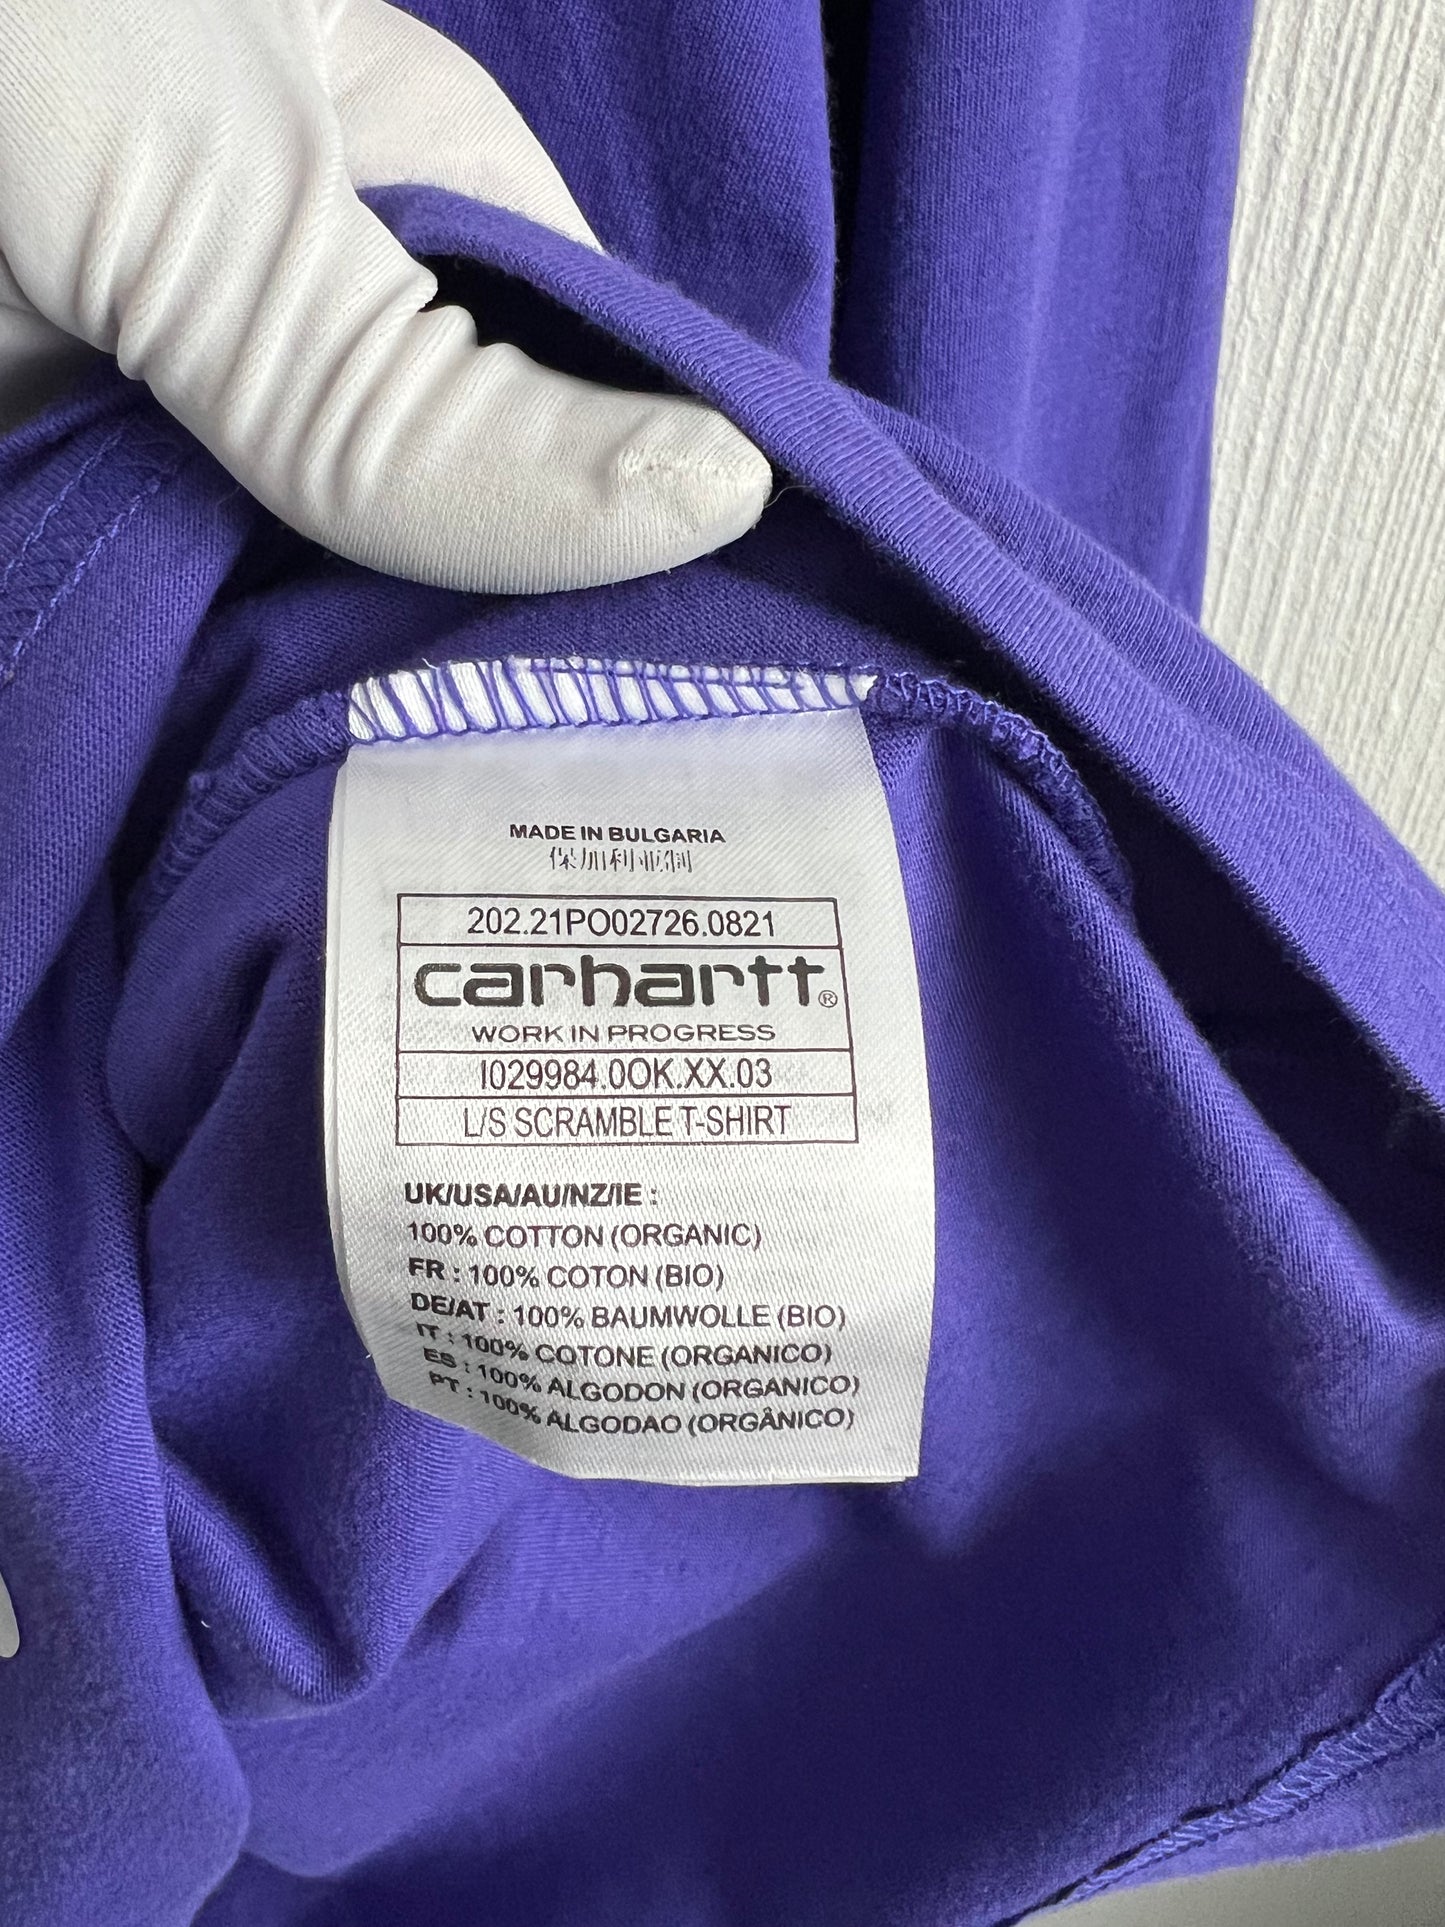 MADE IN BULGARIA
保加利亚制
202.21PO02726.0821
carhartt®
WORK IN PROGRESS
I029984.0OK.XX.03
L/S SCRAMBLE T-SHIRT
UK/USA/AU/NZ/IE :
100% COTTON (ORGANIC)
FR : 100% COTON (BIO)
DE/AT : 100% BAUMWOLLE (BIO)
IT : 100% COTONE (ORGANICO)
ES : 100% ALGODON (ORGANICO)
PT : 100% ALGODAO (ORGÂNICO)